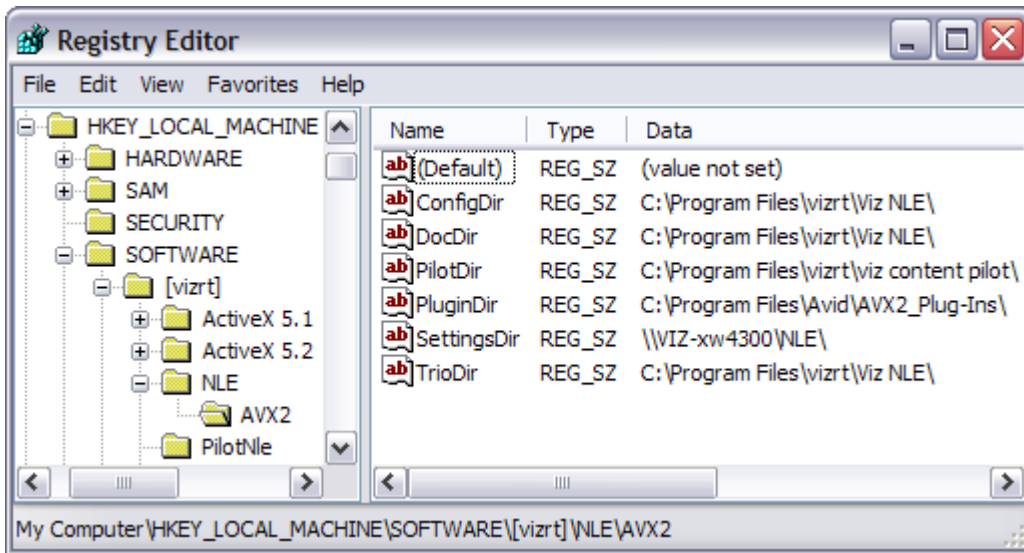 Registry Editor
File Edit View Favorites Help
HKEY_LOCAL_MACHINE
HARDWARE
SAM
SECURITY
SOFTWARE
[vizrt]
ActiveX 5.1
ActiveX 5.2
NLE
AVX2
PilotNle
Name Type Data
(Default) REG_SZ (value not set)
ConfigDir REG_SZ C:\Program Files\vizrt\Viz NLE\
DocDir REG_SZ C:\Program Files\vizrt\Viz NLE\
PilotDir REG_SZ C:\Program Files\vizrt\viz content pilot\
PluginDir REG_SZ C:\Program Files\Avid\AVX2_Plug-Ins\
SettingsDir REG_SZ \\VIZ-xw4300\NLE\
TrioDir REG_SZ C:\Program Files\vizrt\Viz NLE\
My Computer\HKEY_LOCAL_MACHINE\SOFTWARE\[vizrt]\NLE\AVX2